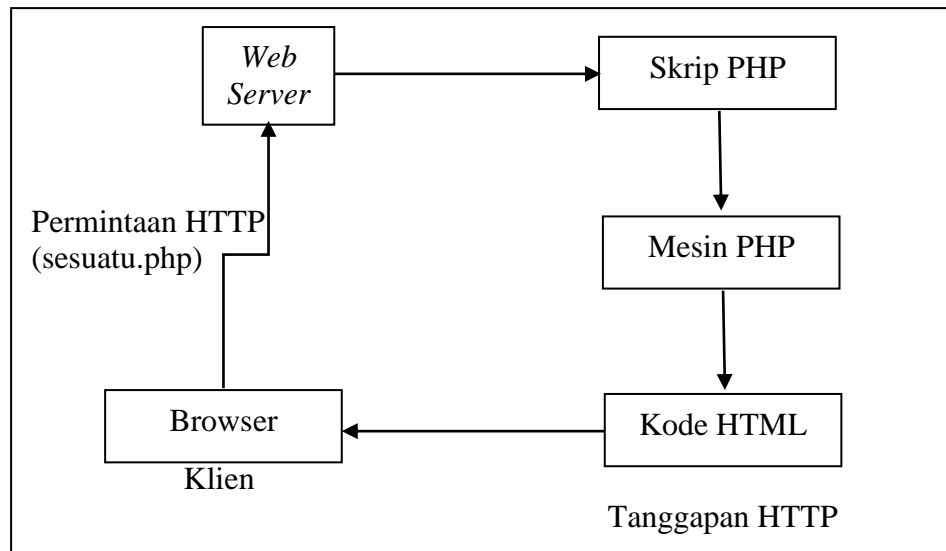 Web
Server
Skrip PHP
Permintaan HTTP
(sesuatu.php)
Mesin PHP
Browser
Kode HTML
Klien
Tanggapan HTTP